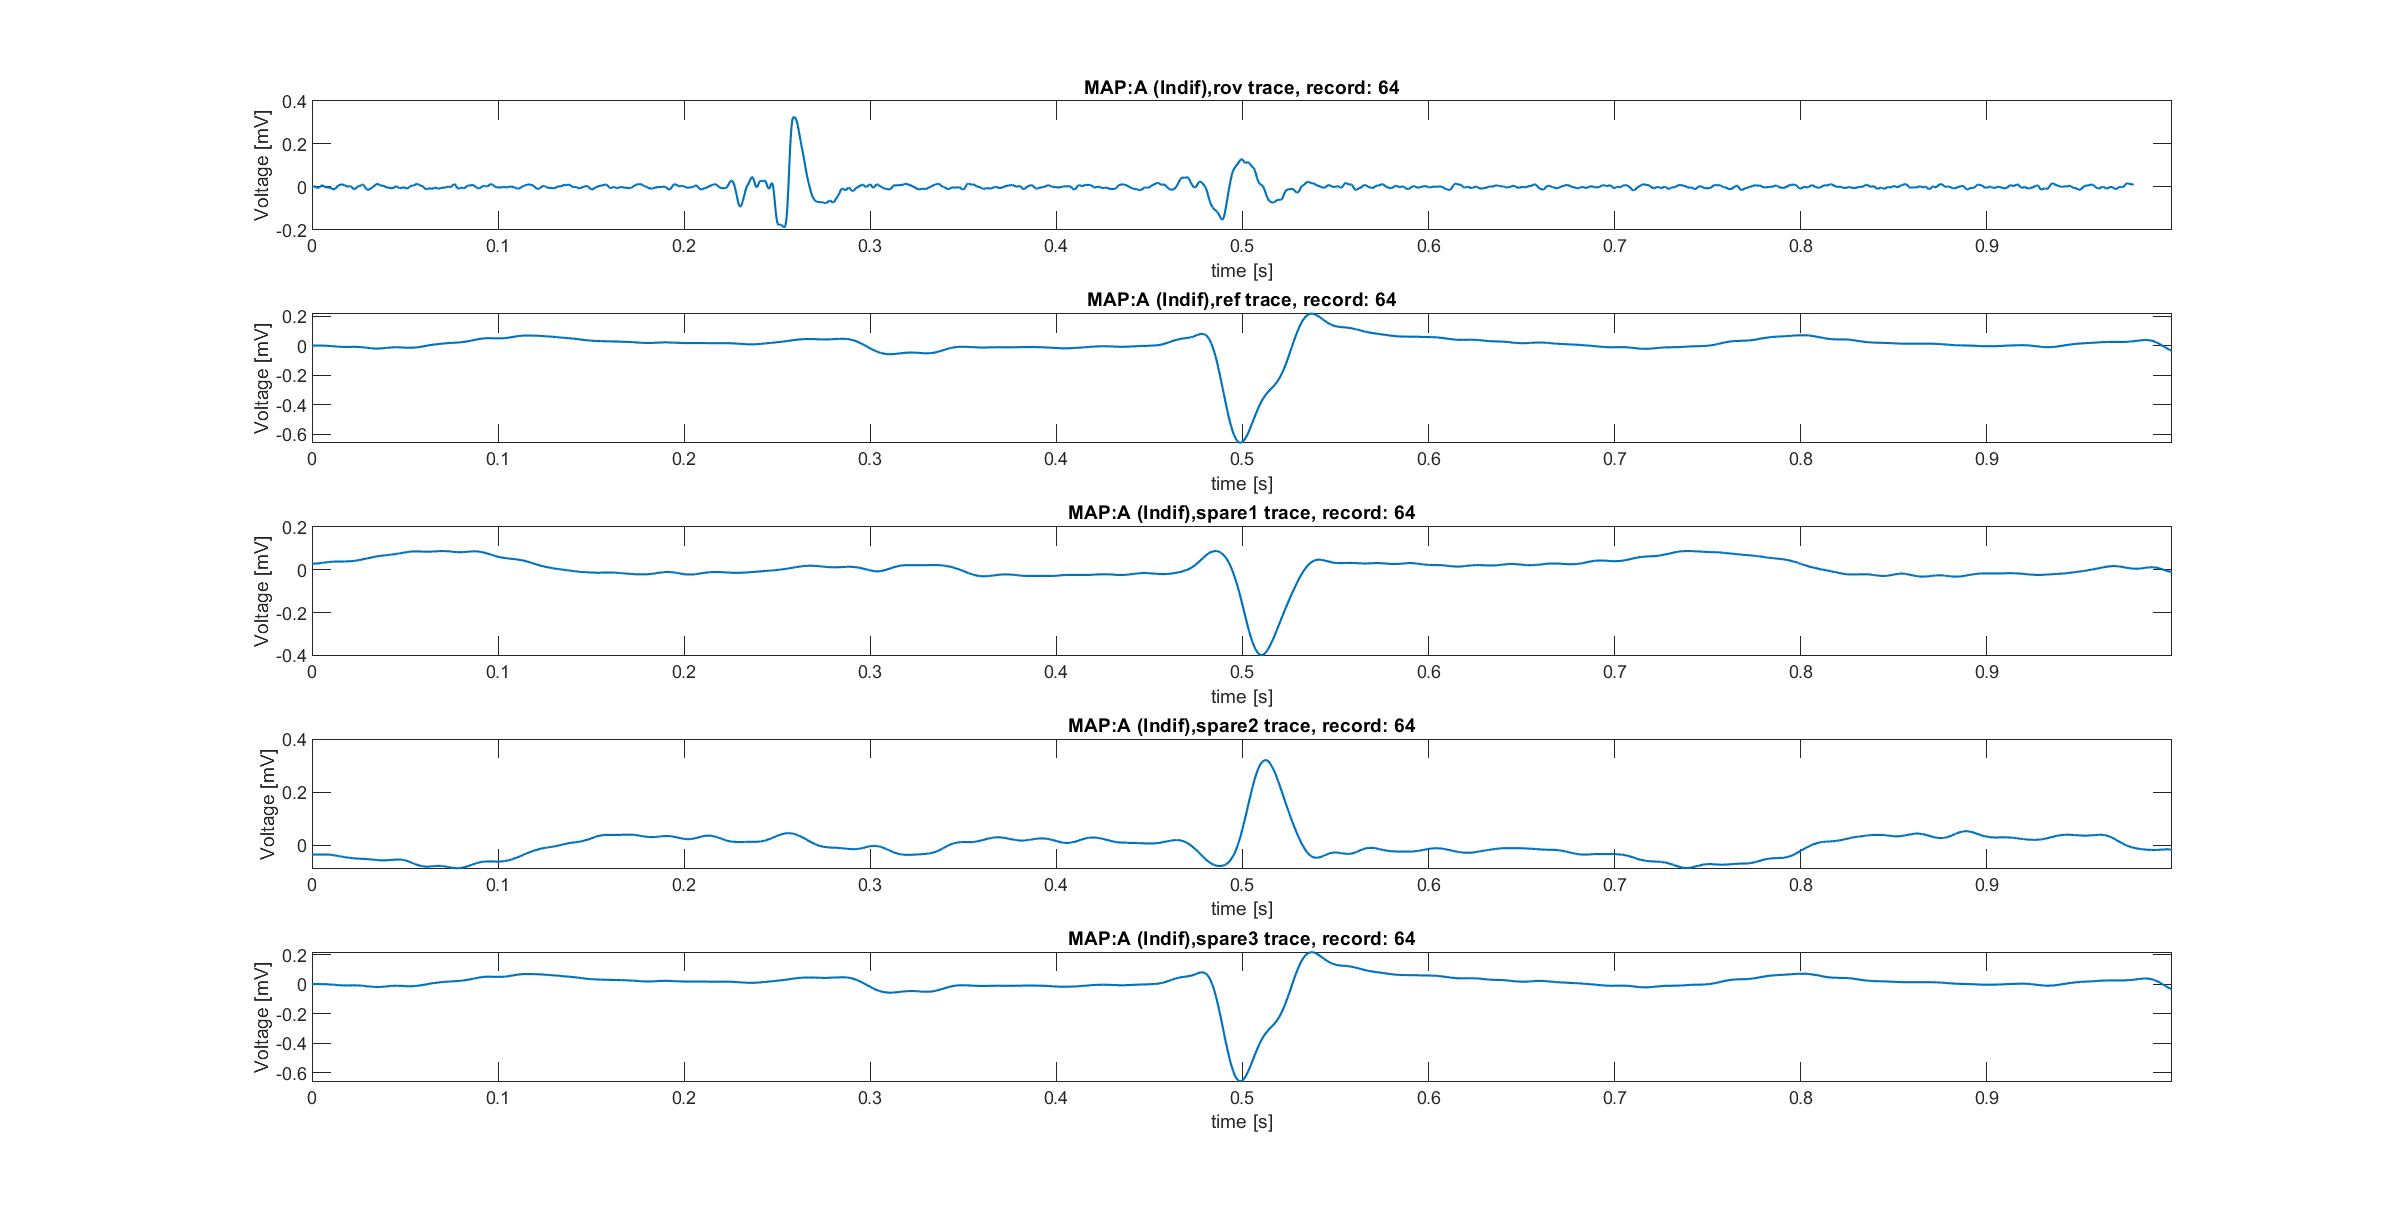 MAP:A (Indif),rov trace, record: 64
Voltage [mV]
0.4
0.2
0
-0.2
0 0.1 0.2 0.3 0.4 0.5 0.6 0.7 0.8 0.9
time [s]
MAP:A (Indif),ref trace, record: 64
Voltage [mV]
0.2
0
-0.2
-0.4
-0.6
0 0.1 0.2 0.3 0.4 0.5 0.6 0.7 0.8 0.9
time [s]
MAP:A (Indif),spare1 trace, record: 64
Voltage [mV]
0.2
0
-0.2
-0.4
0 0.1 0.2 0.3 0.4 0.5 0.6 0.7 0.8 0.9
time [s]
MAP:A (Indif),spare2 trace, record: 64
Voltage [mV]
0.4
0.2
0
0 0.1 0.2 0.3 0.4 0.5 0.6 0.7 0.8 0.9
time [s]
MAP:A (Indif),spare3 trace, record: 64
Voltage [mV]
0.2
0
-0.2
-0.4
-0.6
0 0.1 0.2 0.3 0.4 0.5 0.6 0.7 0.8 0.9
time [s]